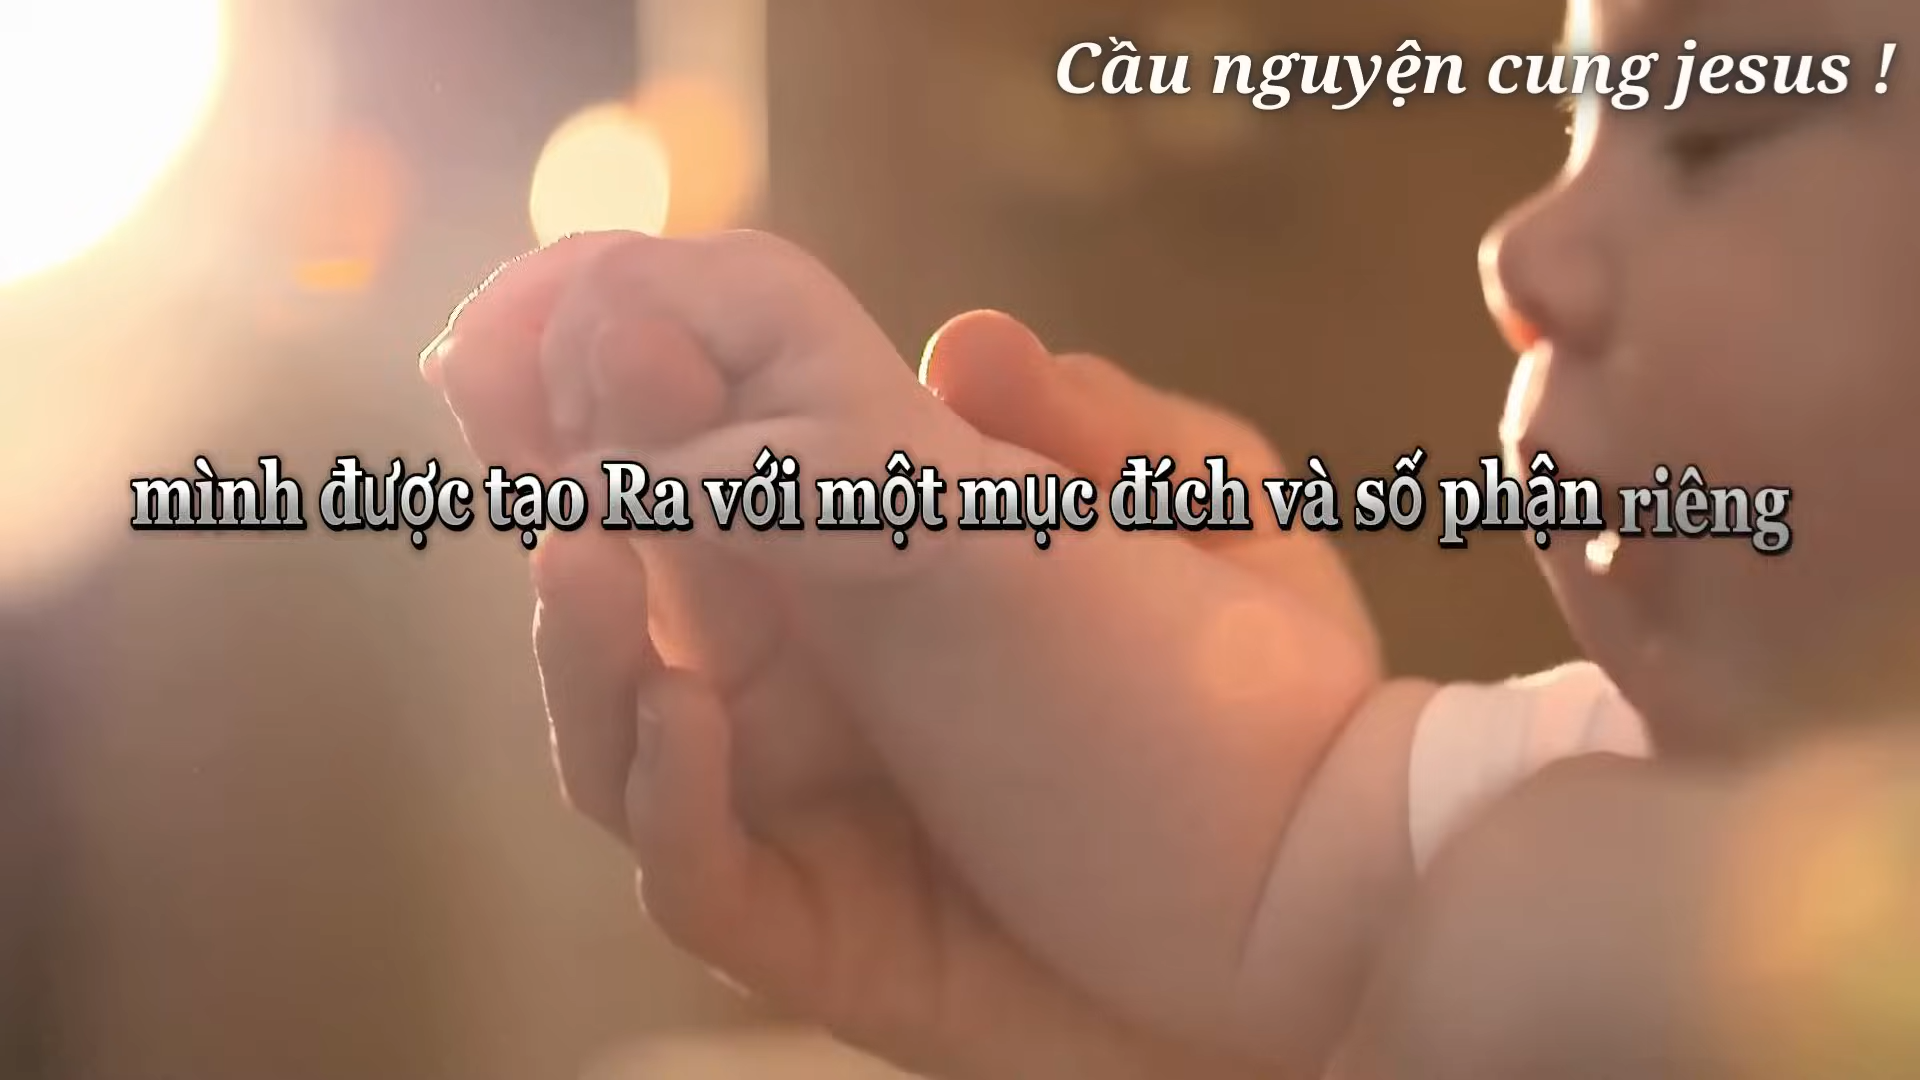 Cầu nguyện cung jesus !
mình được tạo Ra với một mục đích và số phận riêng